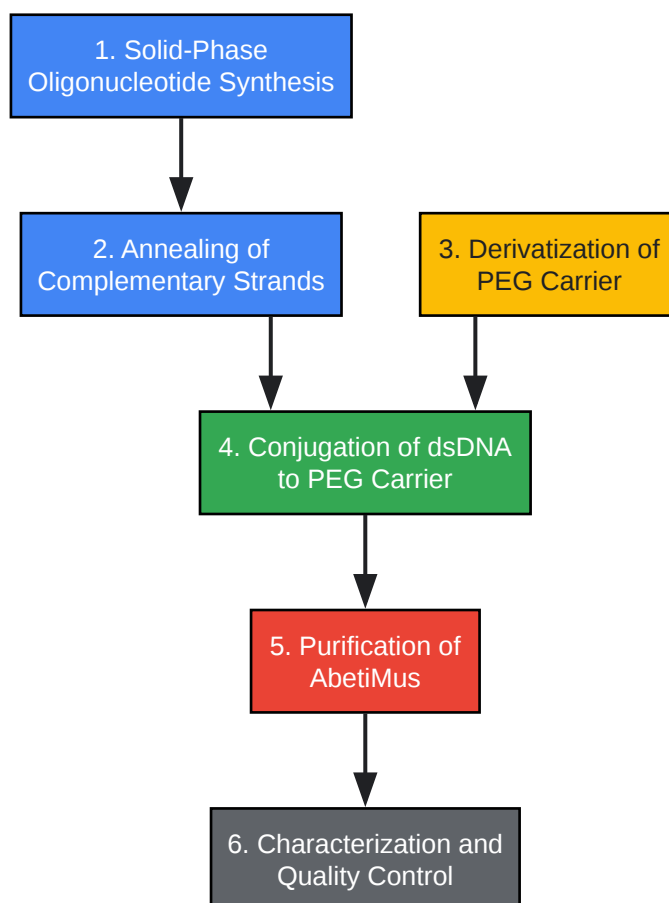 1. Solid-Phase
Oligonucleotide Synthesis
2. Annealing of
Complementary Strands
3. Derivatization of
PEG Carrier
4. Conjugation of dsDNA
to PEG Carrier
5. Purification of
AbetiMus
6. Characterization and
Quality Control